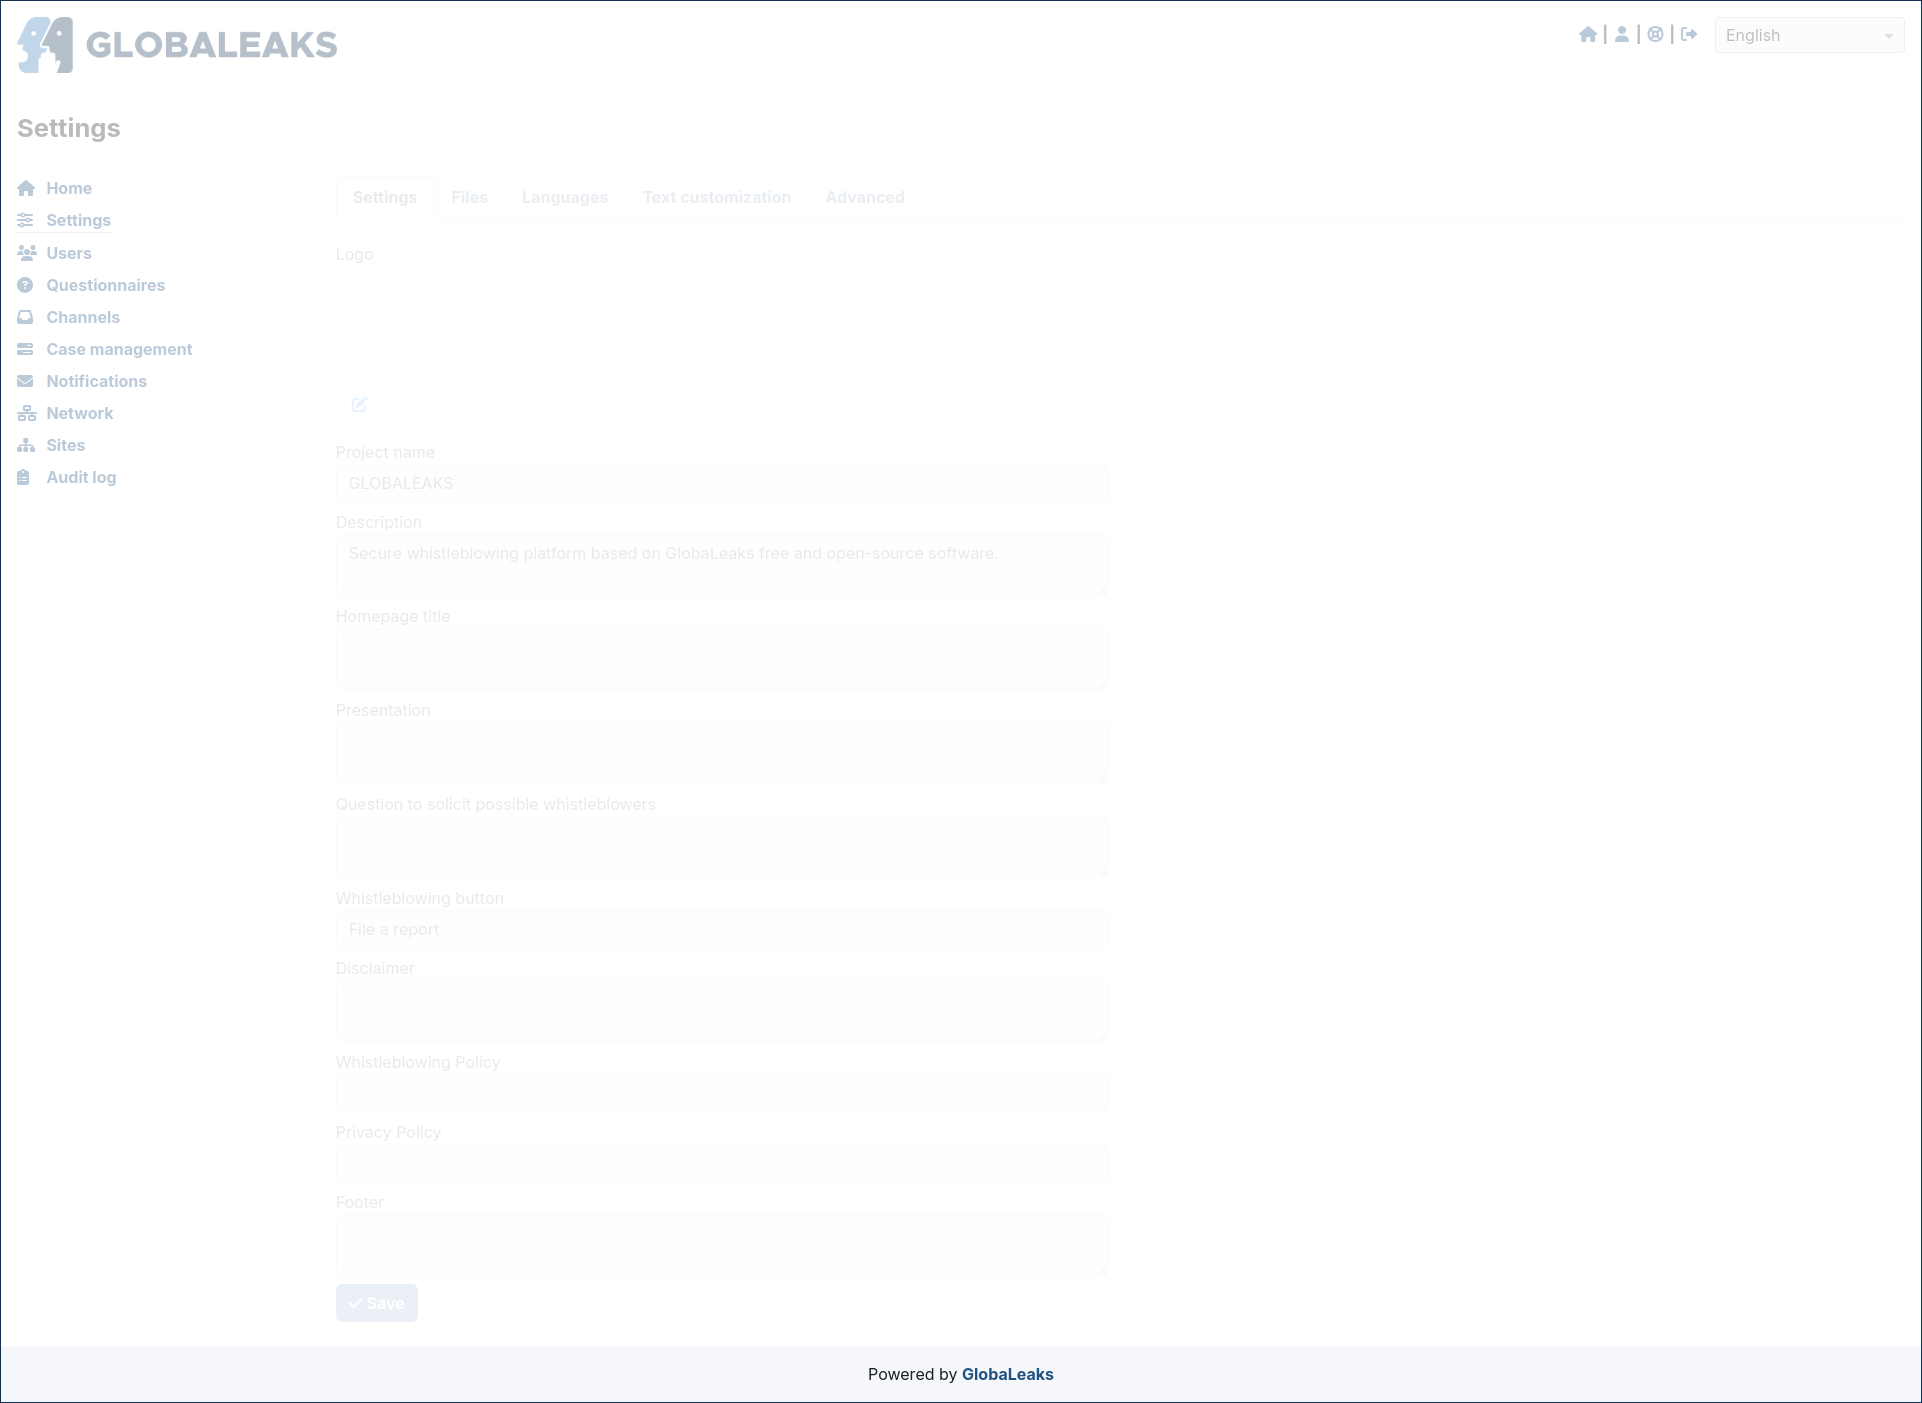 GLOBALEAKS
English
Settings
Home
Settings
Users
Questionnaires
Channels
Case management
Notifications
Network
Sites
Audit log
Settings Files Languages Text customization Advanced
Logo
Project name
GLOBALEAKS
Description
Secure whistleblowing platform based on GlobaLeaks free and open-source software.
Homepage title
Presentation
Question to solicit possible whistleblowers
Whistleblowing button
File a report
Disclaimer
Whistleblowing Policy
Privacy Policy
Footer
Save
Powered by GlobaLeaks